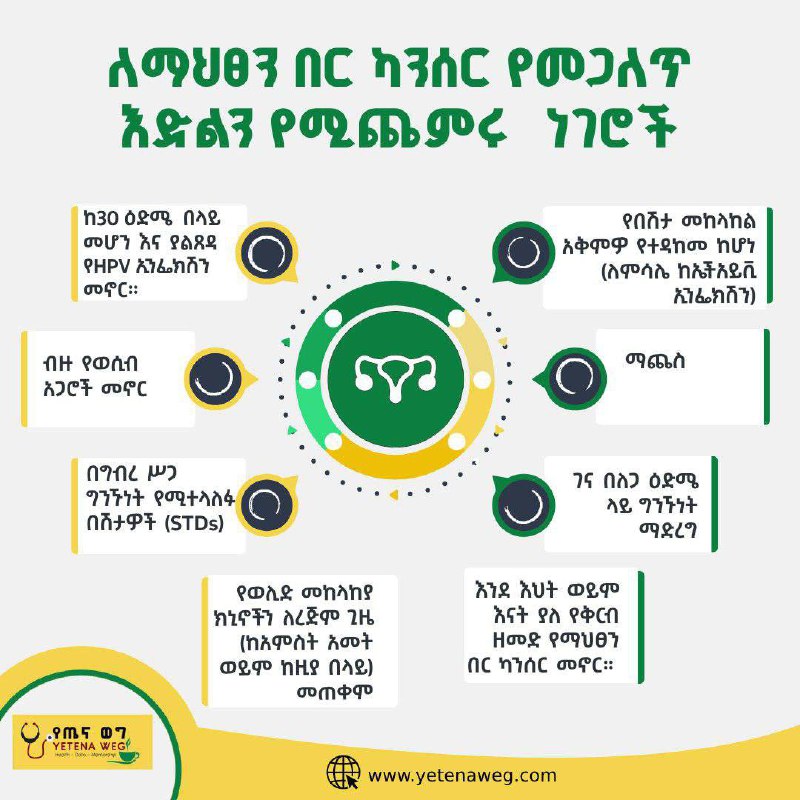 ለማህፀን በር ካንሰር የመጋለጥ
እድልን የሚጨምሩ ነገሮች
ከ30 ዕድሜ በላይ
መሆን እና ያልጸዳ
የHPV ኢንፌክሽን
መኖር።
ብዙ የወሲብ
አጋሮች መኖር
በግብረ ሥጋ
ግንኙነት የሚተላለፉ
በሽታዎች (STDs)
የወሊድ መከላከያ
ክኒኖችን ለረጅም ጊዜ
(ከአምስት አመት
ወይም ከዚያ በላይ)
መጠቀም
የበሽታ መከላከል
አቅምዎ የተዳከመ ከሆነ
(ለምሳሌ ከኤችአይቪ
ኢንፌክሽን)
ማጨስ
ገና በለጋ ዕድሜ
ላይ ግንኙነት
ማድረግ
እንደ እህት ወይም
እናት ያለ የቅርብ
ዘመድ የማህፀን
በር ካንሰር መኖር።
የጤና ወግ
YETENA WEG
www.yetenaweg.com